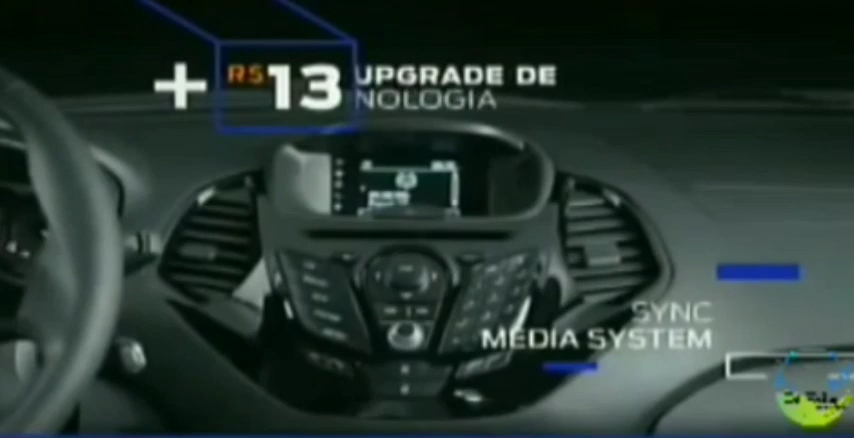 + R$13 UPGRADE DE
NOLOGIA
SYNC
MEDIA SYSTEM